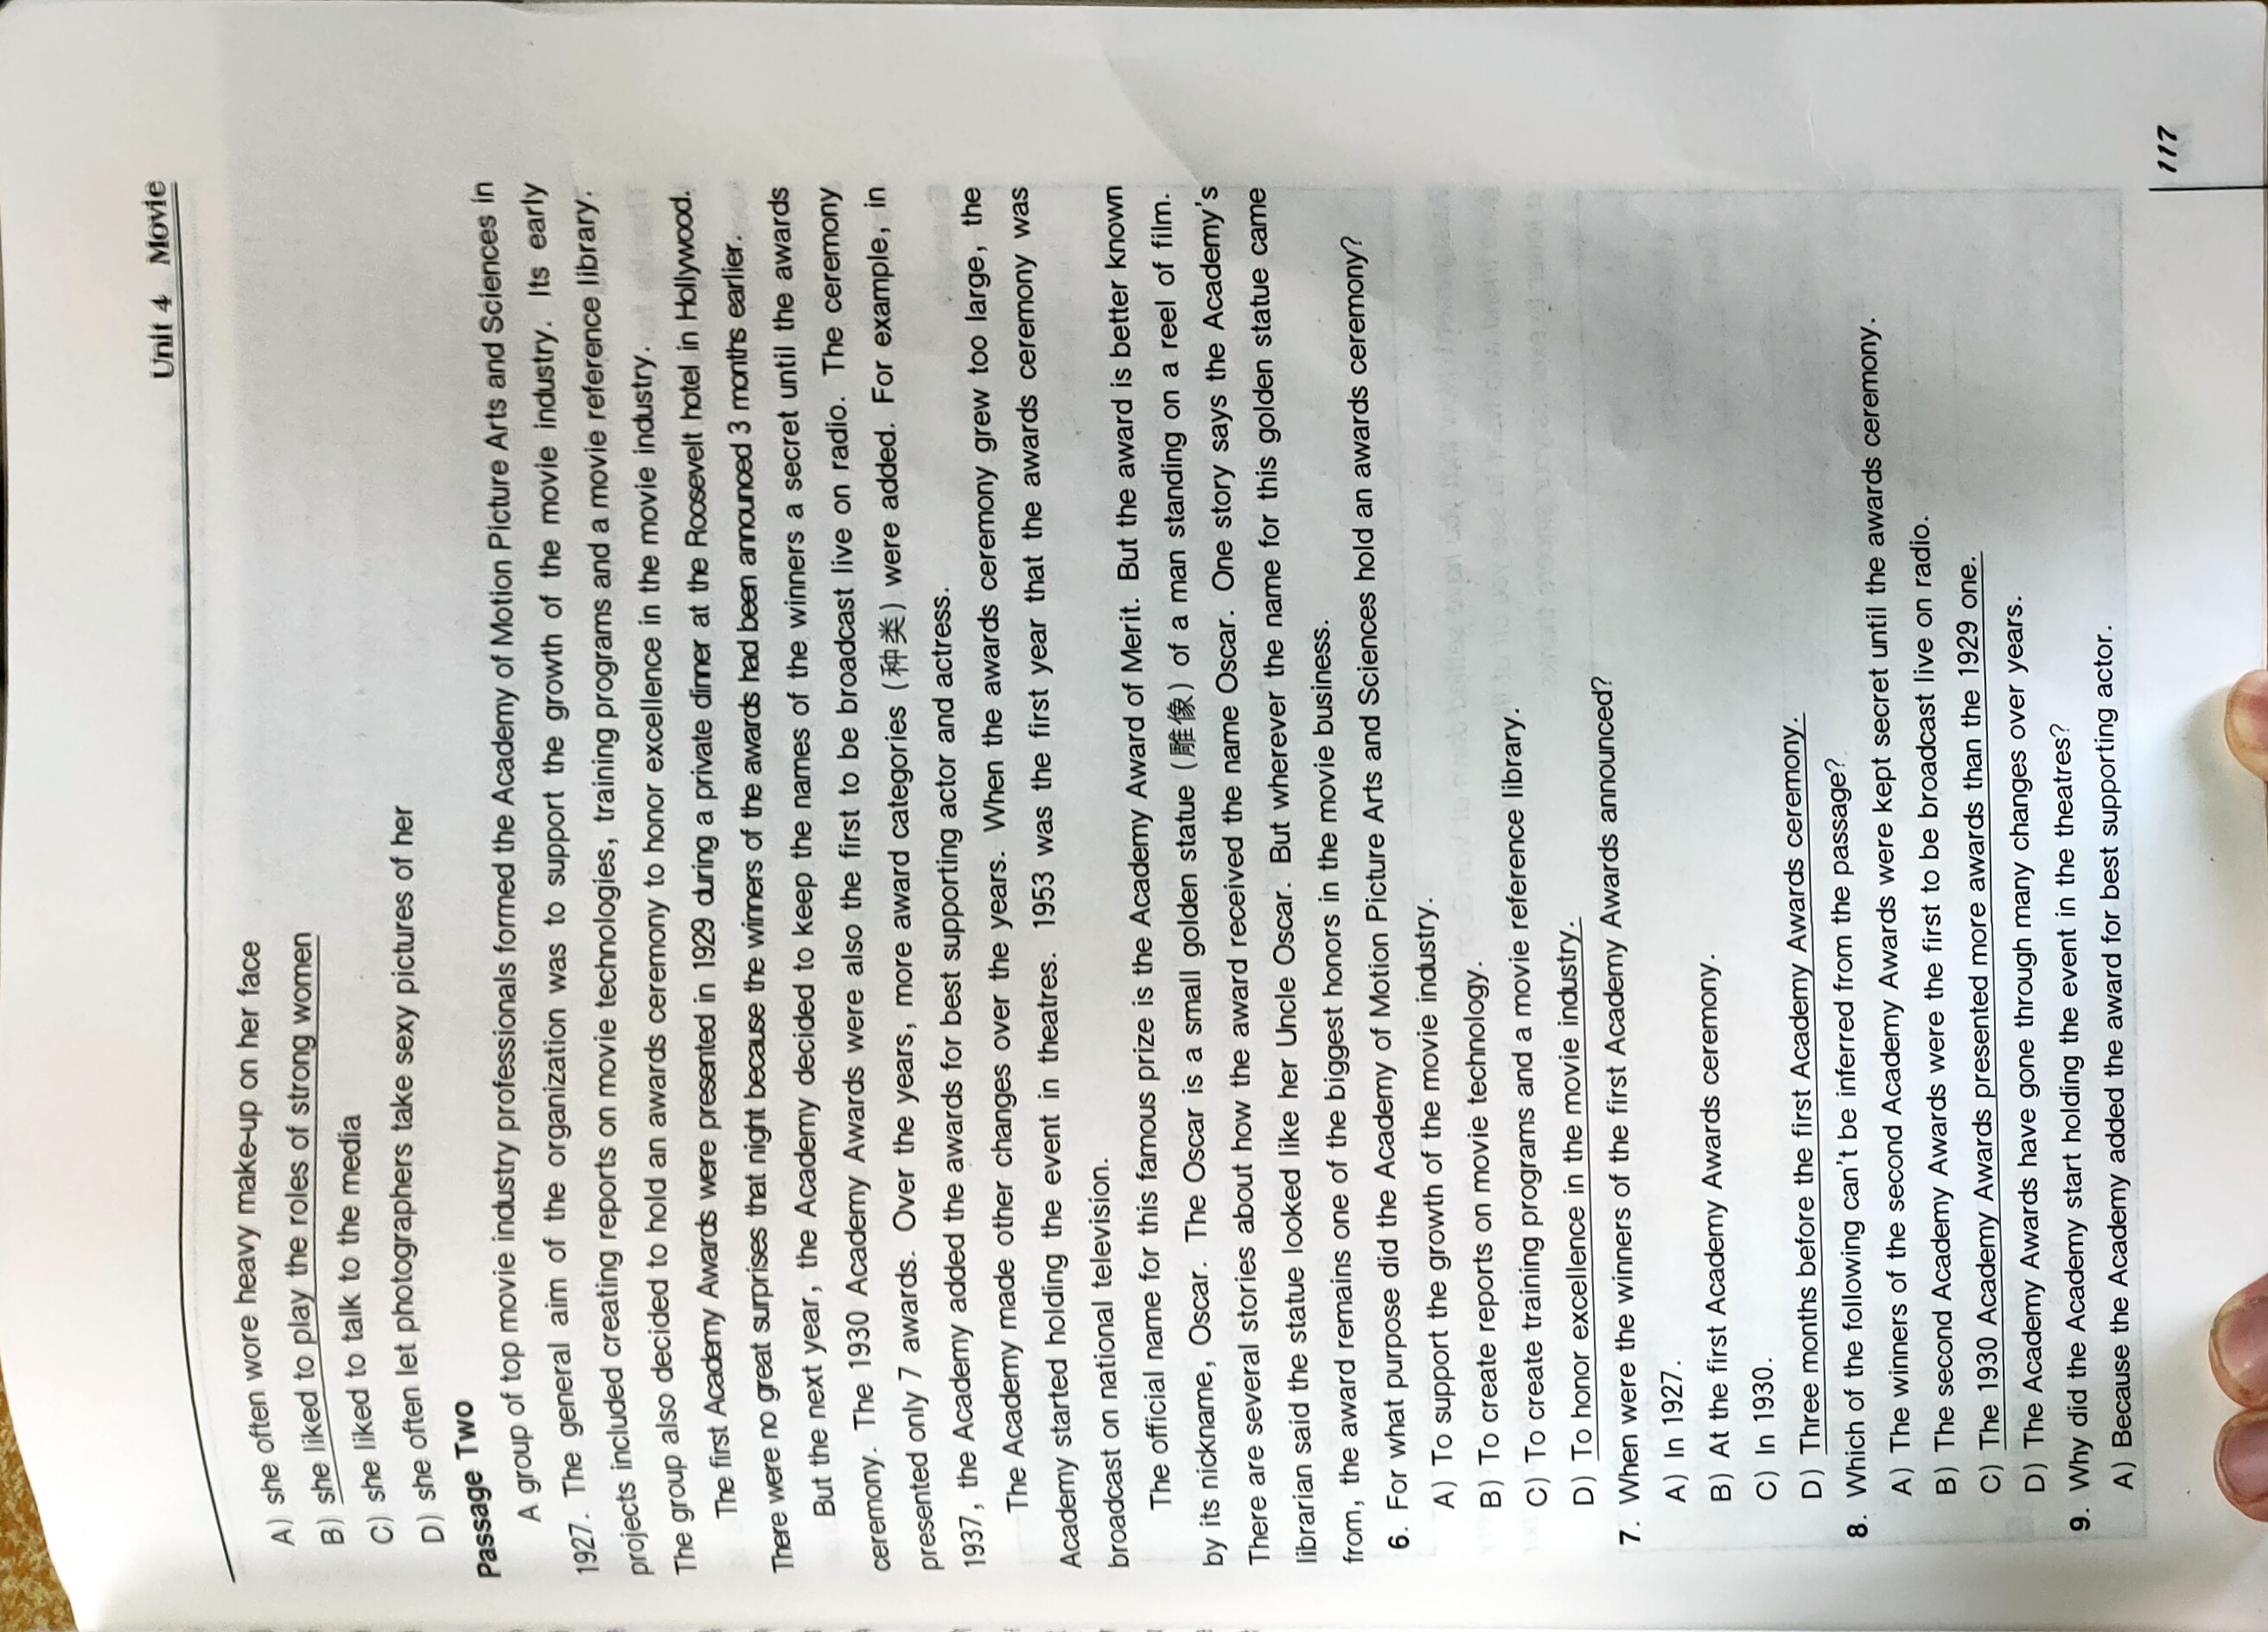 Unit 4 Movie
A) she often wore heavy make-up on her face
B) she liked to play the roles of strong women
C) she liked to talk to the media
D) she often let photographers take sexy pictures of her
Passage Two
A group of top movie industry professionals formed the Academy of Motion Picture Arts and Sciences in
1927. The general aim of the organization was to support the growth of the movie industry. Its early
projects included creating reports on movie technologies, training programs and a movie reference library.
The group also decided to hold an awards ceremony to honor excellence in the movie industry.
The first Academy Awards were presented in 1929 during a private dinner at the Roosevelt hotel in Hollywood.
There were no great surprises that night because the winners of the awards had been announced 3 months earlier.
But the next year, the Academy decided to keep the names of the winners a secret until the awards
ceremony. The 1930 Academy Awards were also the first to be broadcast live on radio. The ceremony
presented only 7 awards. Over the years, more award categories (种类) were added. For example, in
1937, the Academy added the awards for best supporting actor and actress.
The Academy made other changes over the years. When the awards ceremony grew too large, the
Academy started holding the event in theatres. 1953 was the first year that the awards ceremony was
broadcast on national television.
The official name for this famous prize is the Academy Award of Merit. But the award is better known
by its nickname, Oscar. The Oscar is a small golden statue (雕像) of a man standing on a reel of film.
There are several stories about how the award received the name Oscar. One story says the Academy's
librarian said the statue looked like her Uncle Oscar. But wherever the name for this golden statue came
from, the award remains one of the biggest honors in the movie business.
6. For what purpose did the Academy of Motion Picture Arts and Sciences hold an awards ceremony?
A) To support the growth of the movie industry.
B) To create reports on movie technology.
C) To create training programs and a movie reference library.
D) To honor excellence in the movie industry.
7. When were the winners of the first Academy Awards announced?
A) In 1927.
B) At the first Academy Awards ceremony.
C) In 1930.
D) Three months before the first Academy Awards ceremony.
8. Which of the following can't be inferred from the passage?
A) The winners of the second Academy Awards were kept secret until the awards ceremony.
B) The second Academy Awards were the first to be broadcast live on radio.
C) The 1930 Academy Awards presented more awards than the 1929 one.
D) The Academy Awards have gone through many changes over years.
9. Why did the Academy start holding the event in the theatres?
A) Because the Academy added the award for best supporting actor.
117